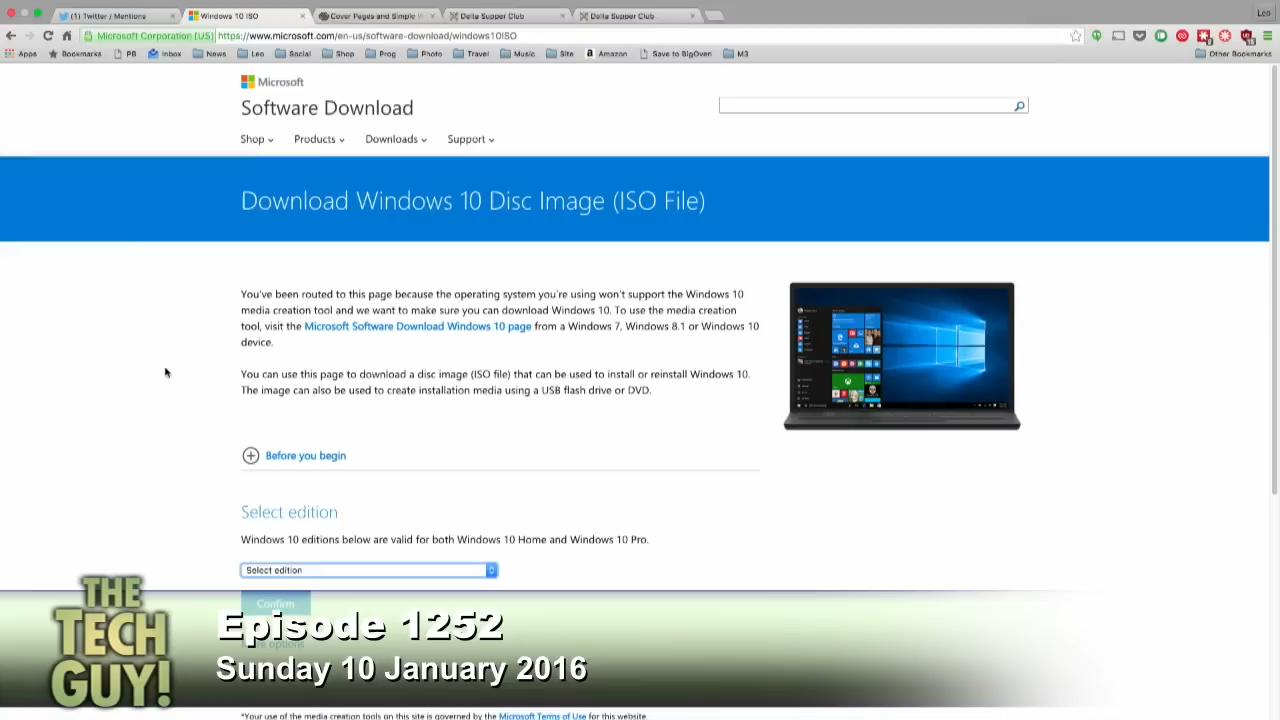 Twitter / Mentions
Windows 10 ISO
Cover Pages and Simple
Delta Supper Club
Delta Supper Club
Leo
Microsoft Corporation [US]
https://www.microsoft.com/en-us/software-download/windows10ISO
Apps
Bookmarks
PB
Inbox
News
Leo
Social
Shop
Prog
Photo
Travel
Music
Site
Amazon
Save to BigOven
M3
Other Bookmarks
Microsoft
Software Download
Shop
Products
Downloads
Support
Download Windows 10 Disc Image (ISO File)
You've been routed to this page because the operating system you're using won't support the Windows 10
media creation tool and we want to make sure you can download Windows 10. To use the media creation
tool, visit the Microsoft Software Download Windows 10 page from a Windows 7, Windows 8.1 or Windows 10
device.
You can use this page to download a disc image (ISO file) that can be used to install or reinstall Windows 10.
The image can also be used to create installation media using a USB flash drive or DVD.
Before you begin
Select edition
Windows 10 editions below are valid for both Windows 10 Home and Windows 10 Pro.
Select edition
Confirm
THE
TECH
GUY!
Episode 1252
Sunday 10 January 2016
*Your use of the media creation tools on this site is governed by the Microsoft Terms of Use for this website.